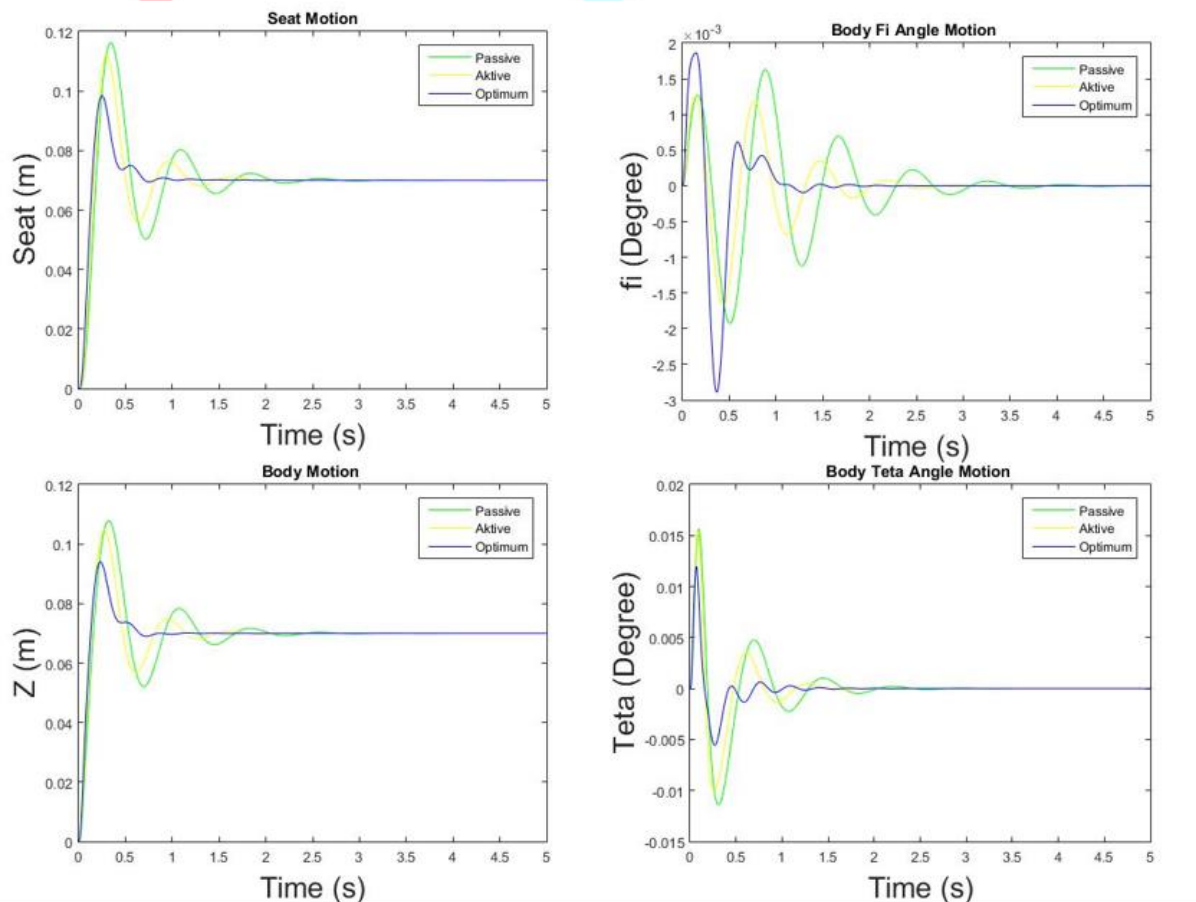 Seat Motion
0.12
0.1
0.08
0.06
0.04
0.02
0
Seat (m)
Passive
Aktive
Optimum
0 0.5 1 1.5 2 2.5 3 3.5 4 4.5 5
Time (s)
Body Fi Angle Motion
×10⁻³
2
1.5
1
0.5
0
-0.5
-1
-1.5
-2
-2.5
-3
fi (Degree)
Passive
Aktive
Optimum
0 0.5 1 1.5 2 2.5 3 3.5 4 4.5 5
Time (s)
Body Motion
0.12
0.1
0.08
0.06
0.04
0.02
0
Z (m)
Passive
Aktive
Optimum
0 0.5 1 1.5 2 2.5 3 3.5 4 4.5 5
Time (s)
Body Teta Angle Motion
0.02
0.015
0.01
0.005
0
-0.005
-0.01
-0.015
Teta (Degree)
Passive
Aktive
Optimum
0 0.5 1 1.5 2 2.5 3 3.5 4 4.5 5
Time (s)